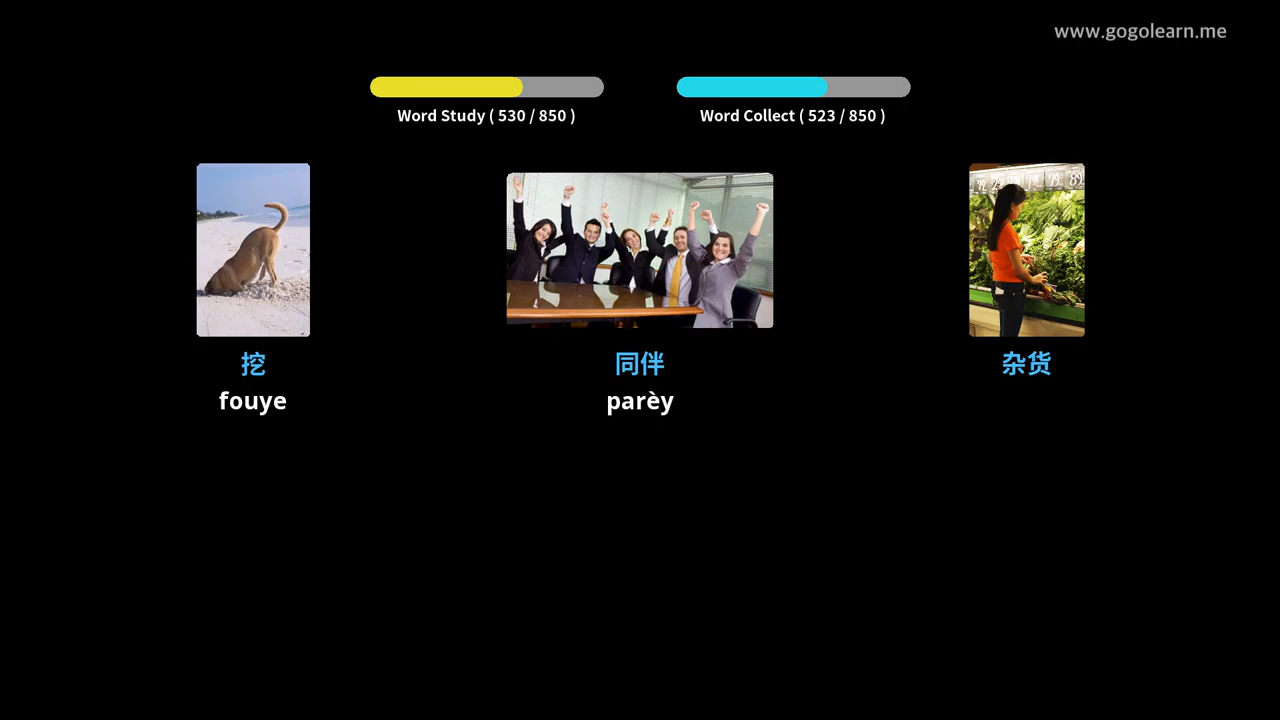 www.gogolearn.me
Word Study ( 530 / 850 )
Word Collect ( 523 / 850 )
挖
同伴
杂货
fouye
parèy